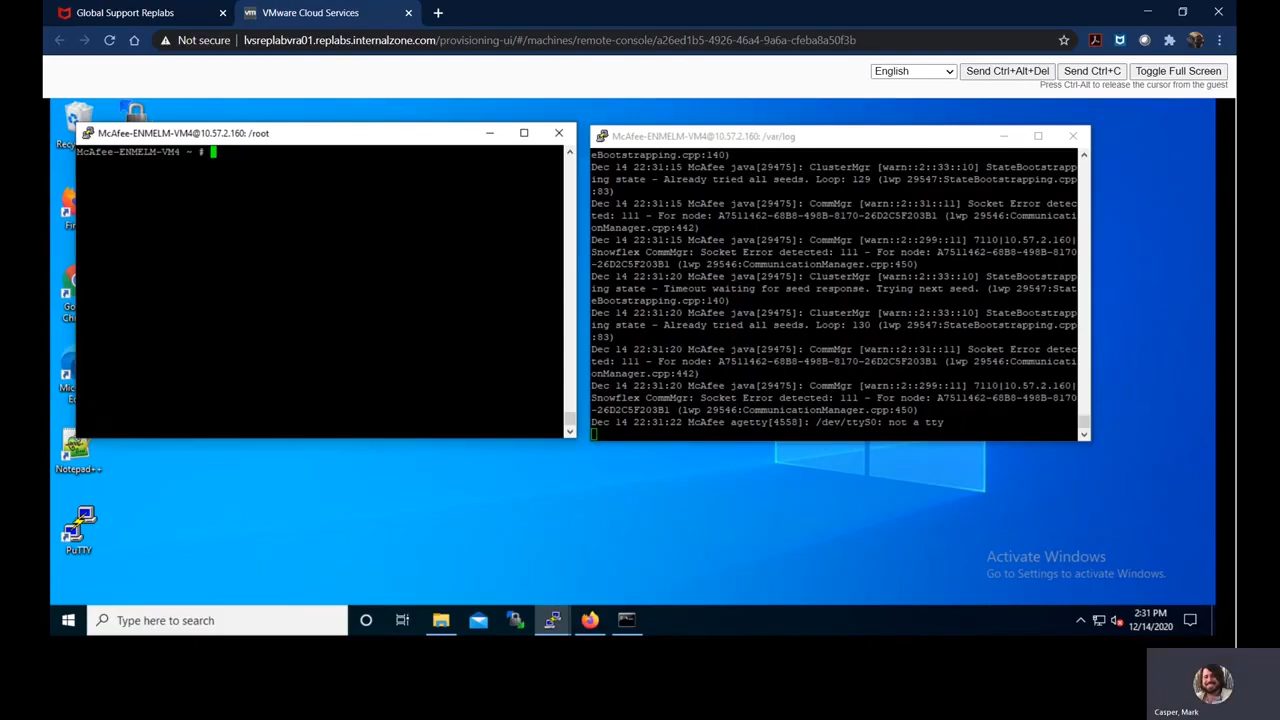 Global Support Replabs
VMware Cloud Services
Not secure
lvsreplabvra01.replabs.internalzone.com/provisioning-ui/#/machines/remote-console/a26ed1b5-4926-46a4-9a6a-cfeba8a50f3b
English
Send Ctrl+Alt+Del
Send Ctrl+C
Toggle Full Screen
Press Ctrl-Alt to release the cursor from the guest
McAfee-ENMELM-VM4@10.57.2.160: /root
McAfee-ENMELM-VM4 ~ #
McAfee-ENMELM-VM4@10.57.2.160: /var/log
eBootstrapping.cpp:140)
Dec 14 22:31:15 McAfee java[29475]: ClusterMgr [warn::2::33::10] StateBootstrapp
ing state - Already tried all seeds. Loop: 129 (lwp 29547:StateBootstrapping.cpp
:83)
Dec 14 22:31:15 McAfee java[29475]: CommMgr [warn::2::31::11] Socket Error detec
ted: 111 - For node: A7511462-68B8-498B-8170-26D2C5F203B1 (lwp 29546:Communicati
onManager.cpp:442)
Dec 14 22:31:15 McAfee java[29475]: CommMgr [warn::2::299::11] 7110|10.57.2.160|
Snowflex CommMgr: Socket Error detected: 111 - For node: A7511462-68B8-498B-8170
-26D2C5F203B1 (lwp 29546:CommunicationManager.cpp:450)
Dec 14 22:31:20 McAfee java[29475]: ClusterMgr [warn::2::33::10] StateBootstrapp
ing state - Timeout waiting for seed response. Trying next seed. (lwp 29547:Stat
eBootstrapping.cpp:140)
Dec 14 22:31:20 McAfee java[29475]: ClusterMgr [warn::2::33::10] StateBootstrapp
ing state - Already tried all seeds. Loop: 130 (lwp 29547:StateBootstrapping.cpp
:83)
Dec 14 22:31:20 McAfee java[29475]: CommMgr [warn::2::31::11] Socket Error detec
ted: 111 - For node: A7511462-68B8-498B-8170-26D2C5F203B1 (lwp 29546:Communicati
onManager.cpp:442)
Dec 14 22:31:20 McAfee java[29475]: CommMgr [warn::2::299::11] 7110|10.57.2.160|
Snowflex CommMgr: Socket Error detected: 111 - For node: A7511462-68B8-498B-8170
-26D2C5F203B1 (lwp 29546:CommunicationManager.cpp:450)
Dec 14 22:31:22 McAfee agetty[4558]: /dev/ttyS0: not a tty
Notepad++
PuTTY
Activate Windows
Go to Settings to activate Windows.
Type here to search
2:31 PM
12/14/2020
Casper, Mark